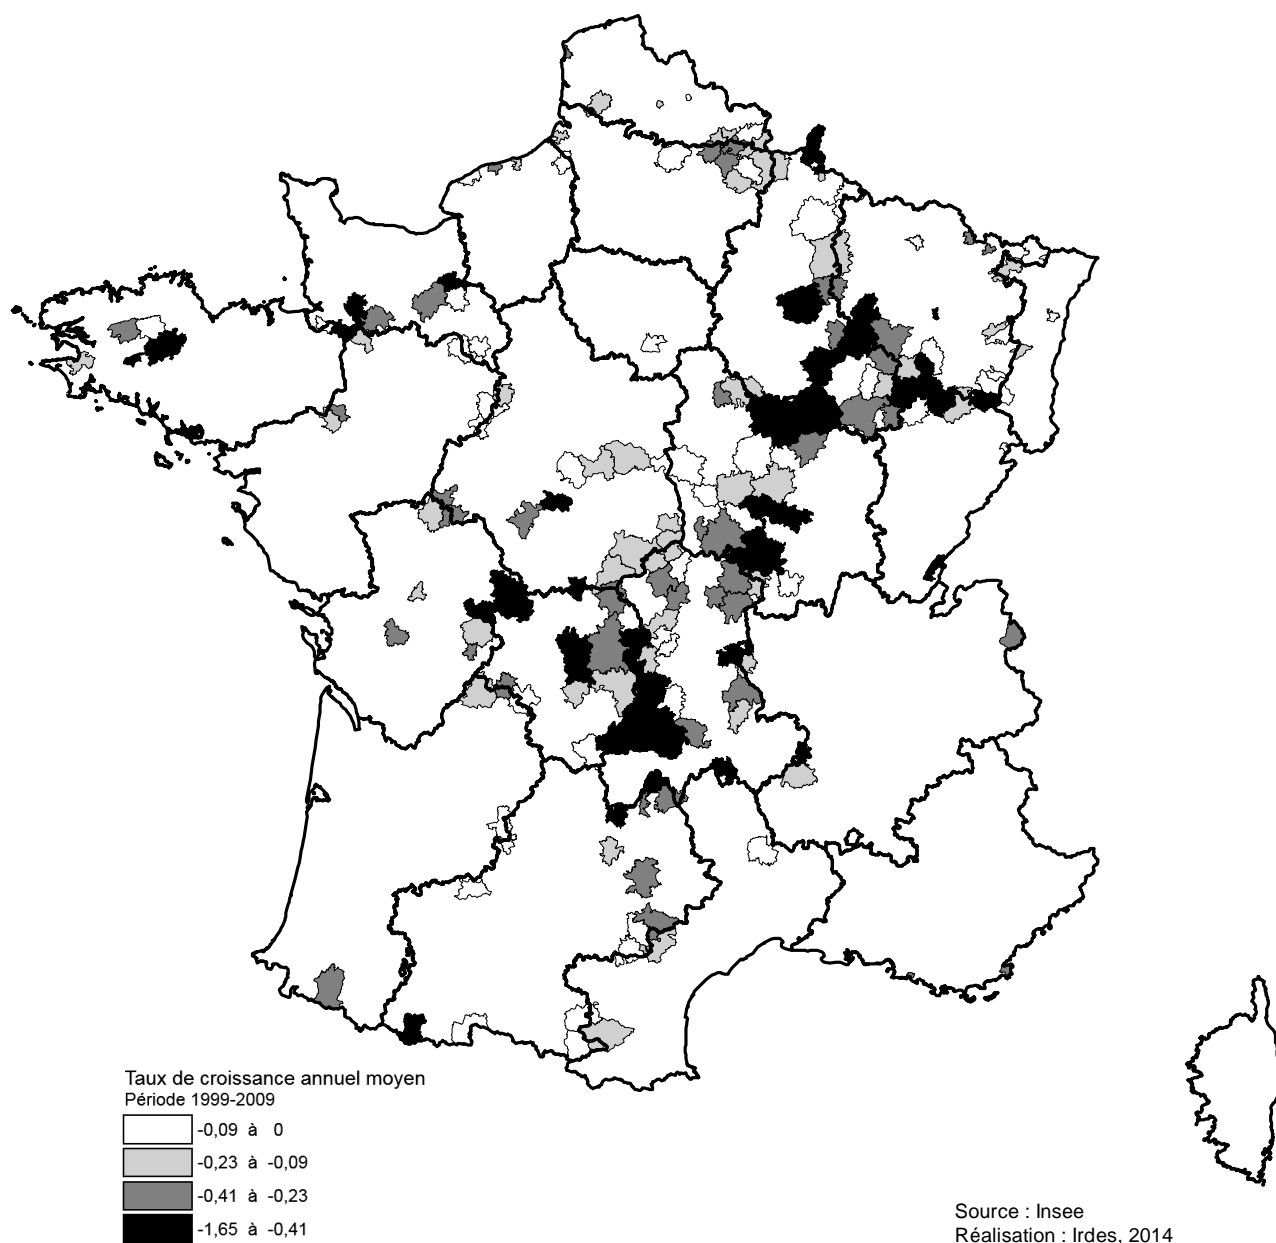 Taux de croissance annuel moyen
Période 1999-2009
-0,09 à 0
-0,23 à -0,09
-0,41 à -0,23
-1,65 à -0,41
Source : Insee
Réalisation : Irdes, 2014